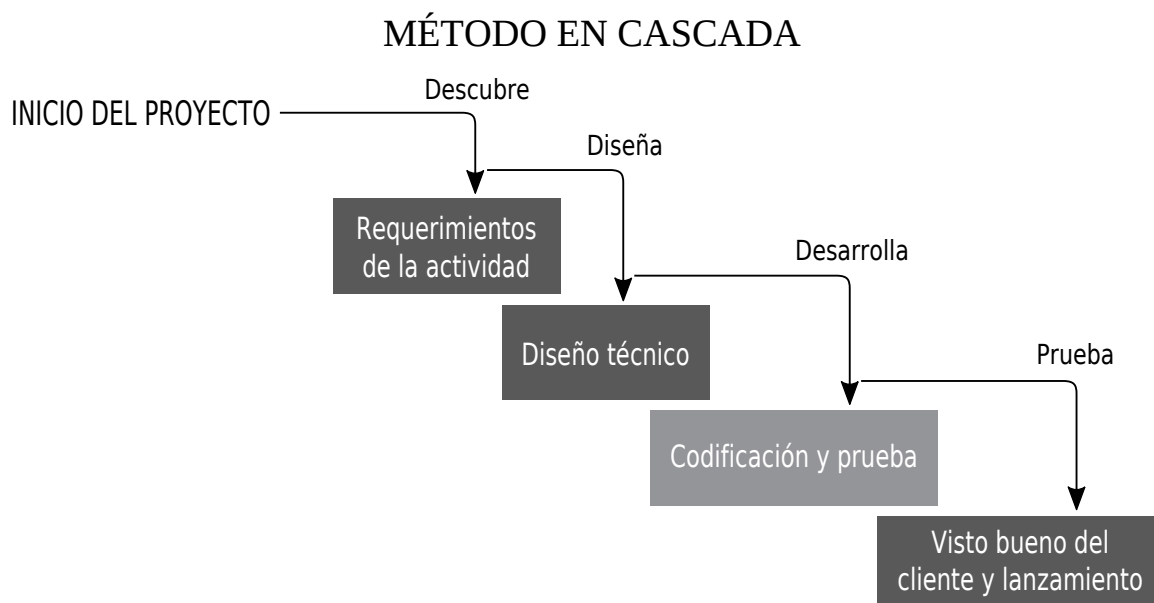 MÉTODO EN CASCADA
Descubre
INICIO DEL PROYECTO
Diseña
Requerimientos
de la actividad
Desarrolla
Diseño técnico
Prueba
Codificación y prueba
Visto bueno del
cliente y lanzamiento